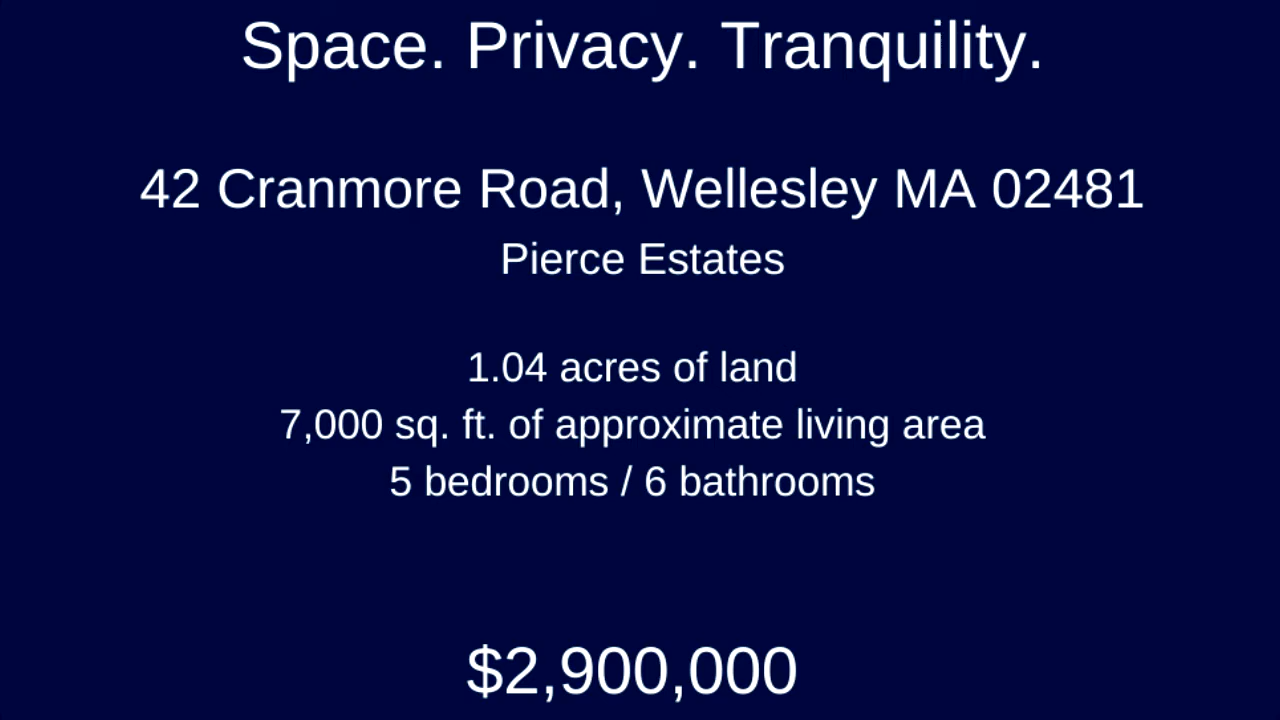 Space. Privacy. Tranquility.
42 Cranmore Road, Wellesley MA 02481
Pierce Estates
1.04 acres of land
7,000 sq. ft. of approximate living area
5 bedrooms / 6 bathrooms
$2,900,000